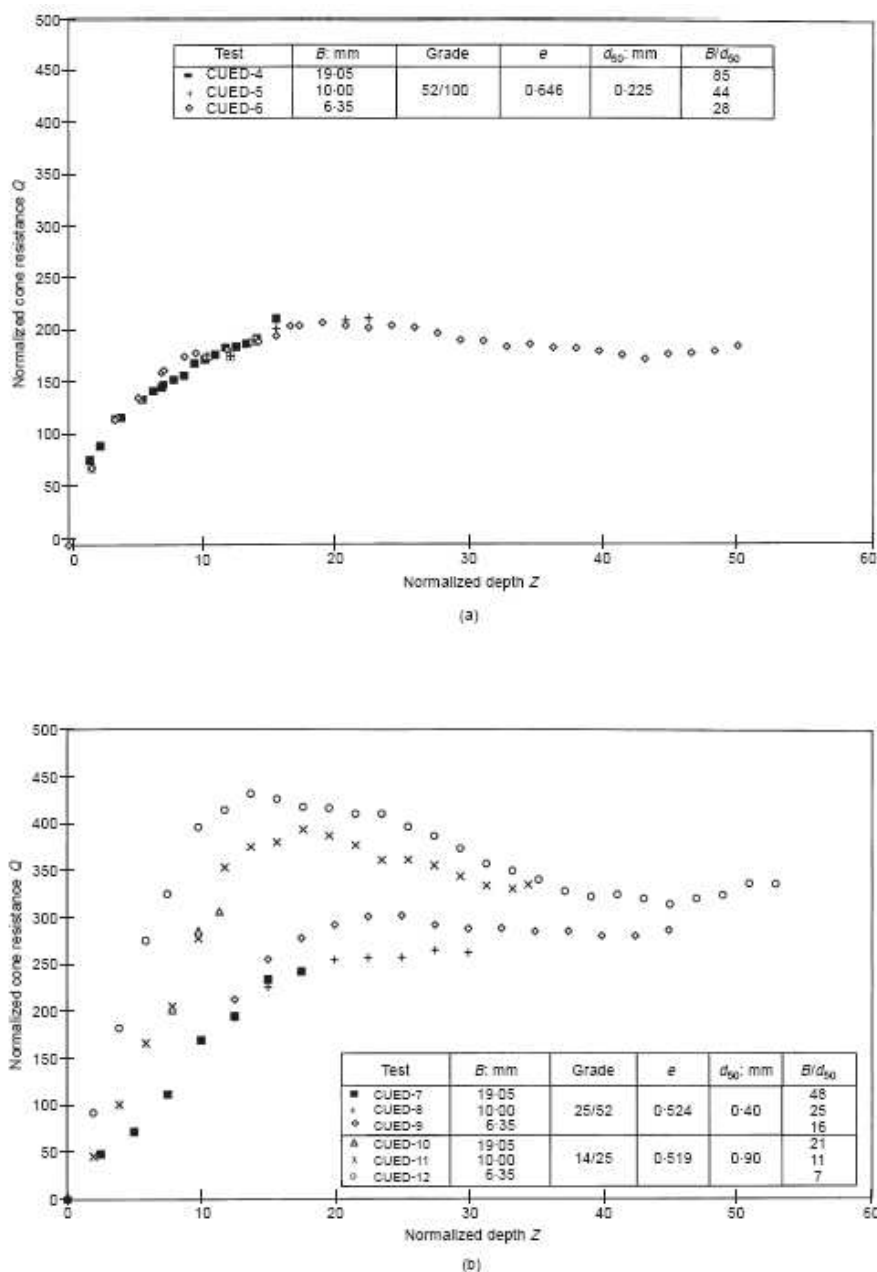 500
450
400
350
300
250
200
150
100
50
0
Normalized cone resistance Q
Test B: mm Grade e d50: mm B/d50
CUED-4 19·05 85
CUED-5 10·00 52/100 0·646 0·225 44
CUED-6 6·35 28
0 10 20 30 40 50 60
Normalized depth Z
(a)
500
450
400
350
300
250
200
150
100
50
0
Normalized cone resistance Q
Test B: mm Grade e d50: mm B/d50
CUED-7 19·05 48
CUED-8 10·00 25/52 0·524 0·40 25
CUED-9 6·35 16
CUED-10 19·05 21
CUED-11 10·00 14/25 0·519 0·90 11
CUED-12 6·35 7
0 10 20 30 40 50 60
Normalized depth Z
(b)